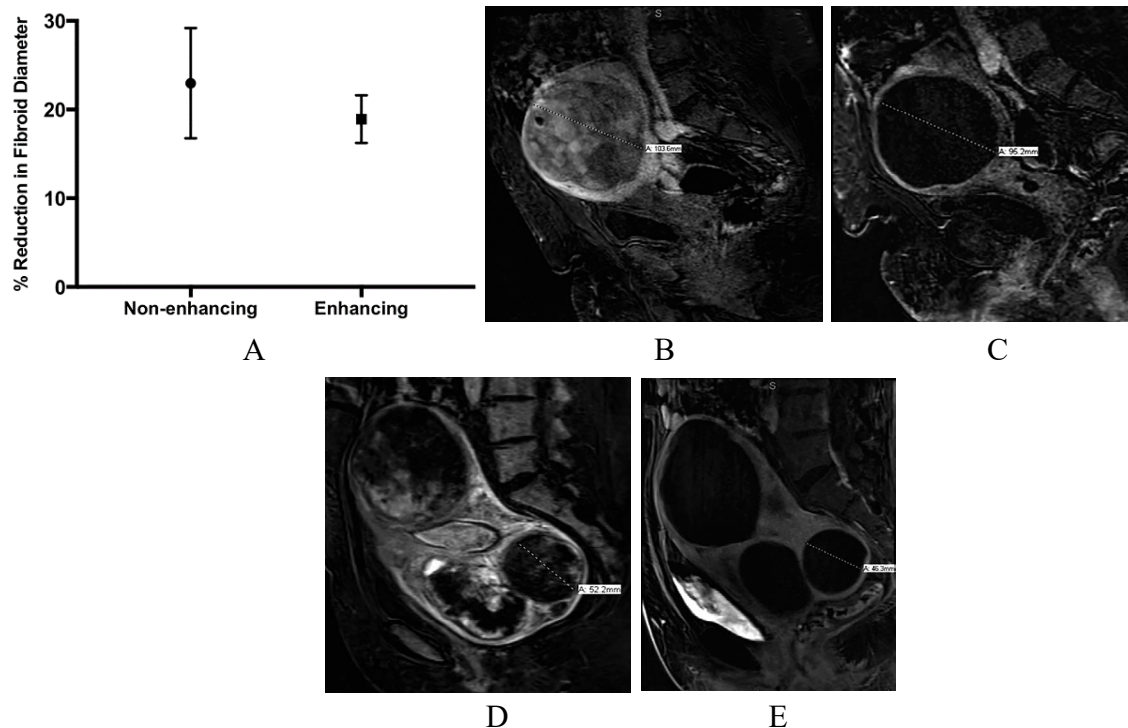 % Reduction in Fibroid Diameter
30
20
10
0
Non-enhancing
Enhancing
A
S
A: 103.6mm
B
A: 95.2mm
C
A: 52.2mm
D
S
A: 46.3mm
E